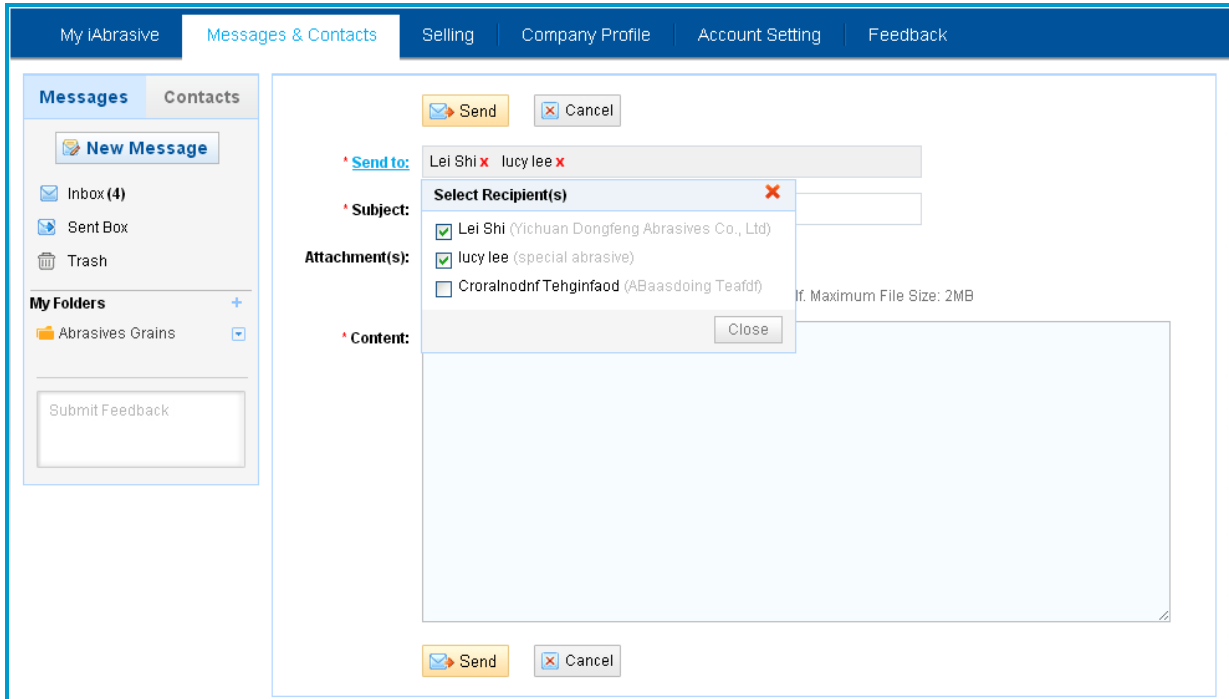 My iAbrasive Messages & Contacts Selling Company Profile Account Setting Feedback
Messages Contacts
New Message
Inbox (4)
Sent Box
Trash
My Folders +
Abrasives Grains
Submit Feedback
Send Cancel
* Send to: Lei Shi x lucy lee x
Select Recipient(s)
* Subject:
Lei Shi (Yichuan Dongfeng Abrasives Co., Ltd)
Attachment(s):
lucy lee (special abrasive)
Croralnodnf Tehginfaod (ABaasdoing Teafdf)
lf. Maximum File Size: 2MB
Close
* Content:
Send Cancel